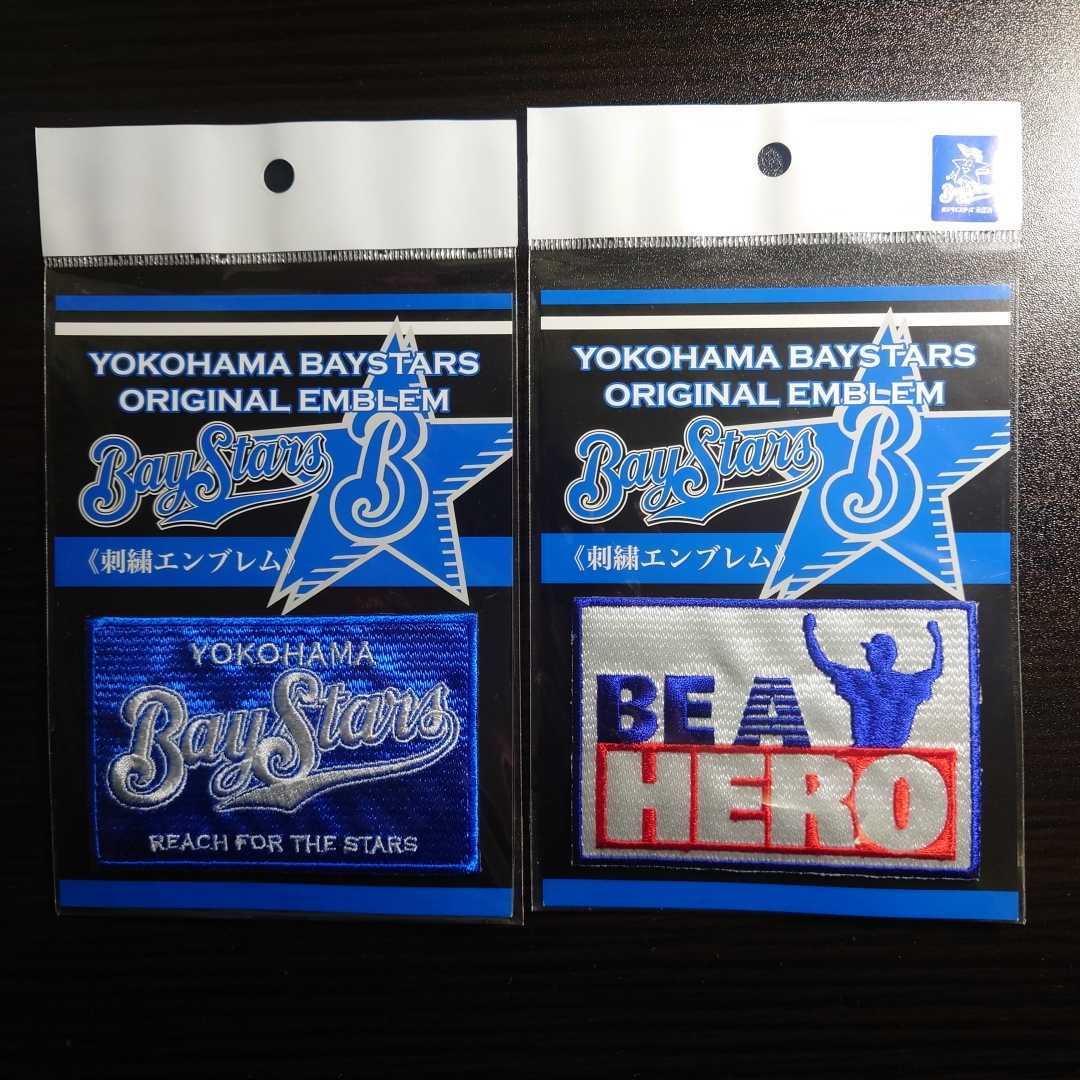 YOKOHAMA BAYSTARS
ORIGINAL EMBLEM
BayStars
B
《刺繍エンブレム》
YOKOHAMA
BayStars
REACH FOR THE STARS
YOKOHAMA BAYSTARS
ORIGINAL EMBLEM
BayStars
B
《刺繍エンブレム》
BE A
HERO